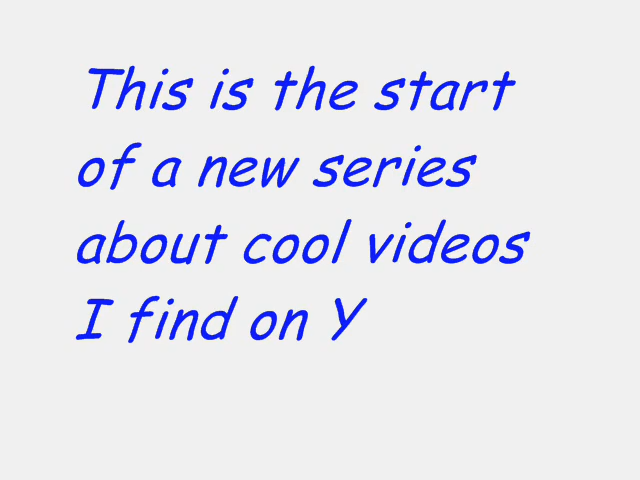 This is the start
of a new series
about cool videos
I find on Y